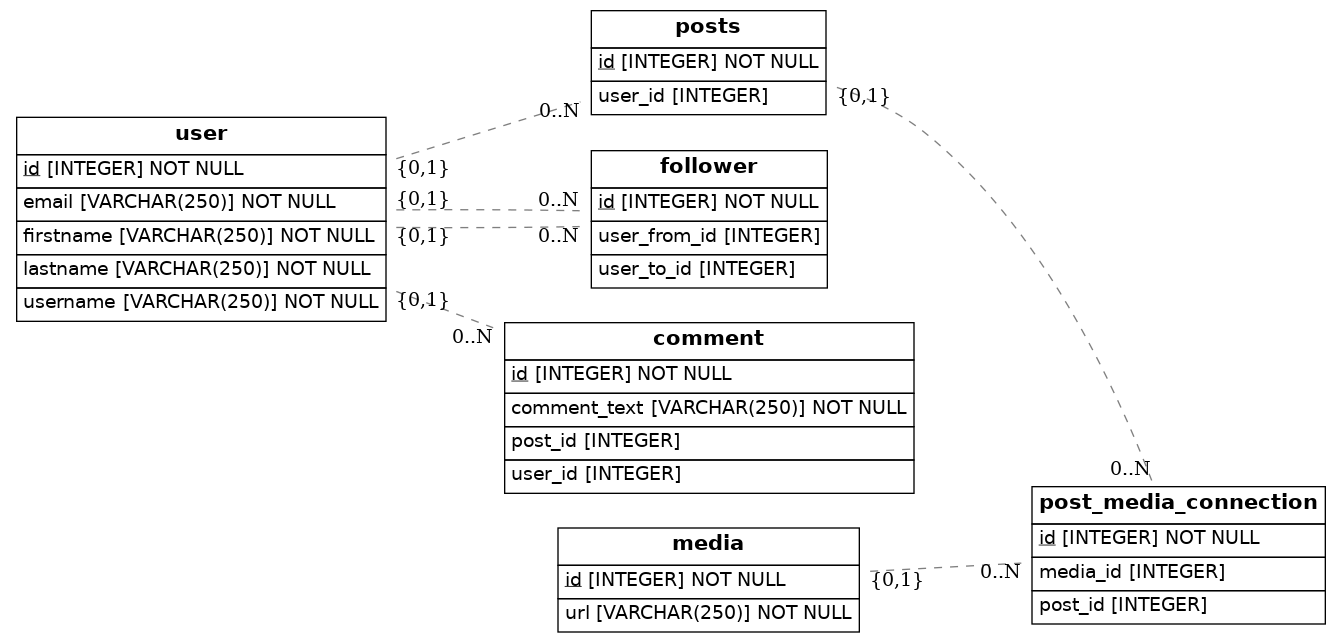 posts
id [INTEGER] NOT NULL
user_id [INTEGER]
{0,1}
0..N
user
id [INTEGER] NOT NULL
email [VARCHAR(250)] NOT NULL
firstname [VARCHAR(250)] NOT NULL
lastname [VARCHAR(250)] NOT NULL
username [VARCHAR(250)] NOT NULL
{0,1}
{0,1}
0..N
{0,1}
0..N
{0,1}
0..N
follower
id [INTEGER] NOT NULL
user_from_id [INTEGER]
user_to_id [INTEGER]
comment
id [INTEGER] NOT NULL
comment_text [VARCHAR(250)] NOT NULL
post_id [INTEGER]
user_id [INTEGER]
0..N
post_media_connection
id [INTEGER] NOT NULL
media_id [INTEGER]
post_id [INTEGER]
media
id [INTEGER] NOT NULL
url [VARCHAR(250)] NOT NULL
{0,1}
0..N